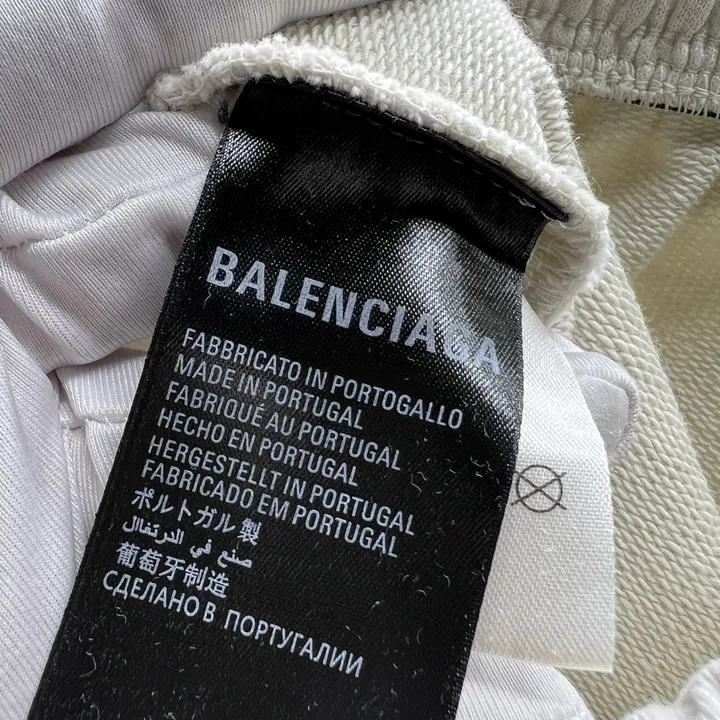 BALENCIAGA
FABBRICATO IN PORTOGALLO
MADE IN PORTUGAL
FABRIQUÉ AU PORTUGAL
HECHO EN PORTUGAL
HERGESTELLT IN PORTUGAL
FABRICADO EM PORTUGAL
ポルトガル 製
صنع في البرتغال
葡萄牙制造
СДЕЛАНО В ПОРТУГАЛИИ